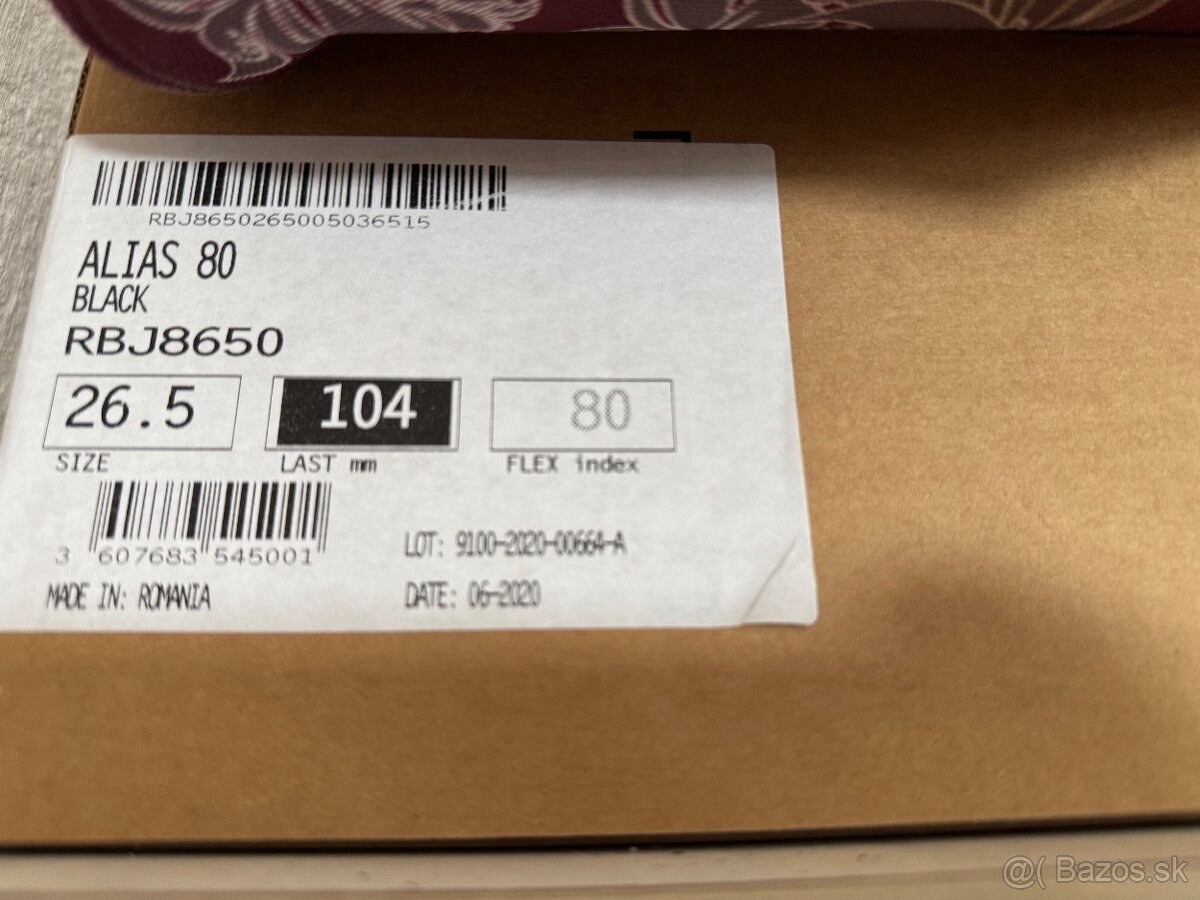 RBJ8650265005036515
ALIAS 80
BLACK
RBJ8650
26.5 104 80
SIZE LAST mm FLEX index
3 607683 545001
LOT: 9100-2020-00664-A
MADE IN: ROMANIA DATE: 06-2020
@( Bazos.sk